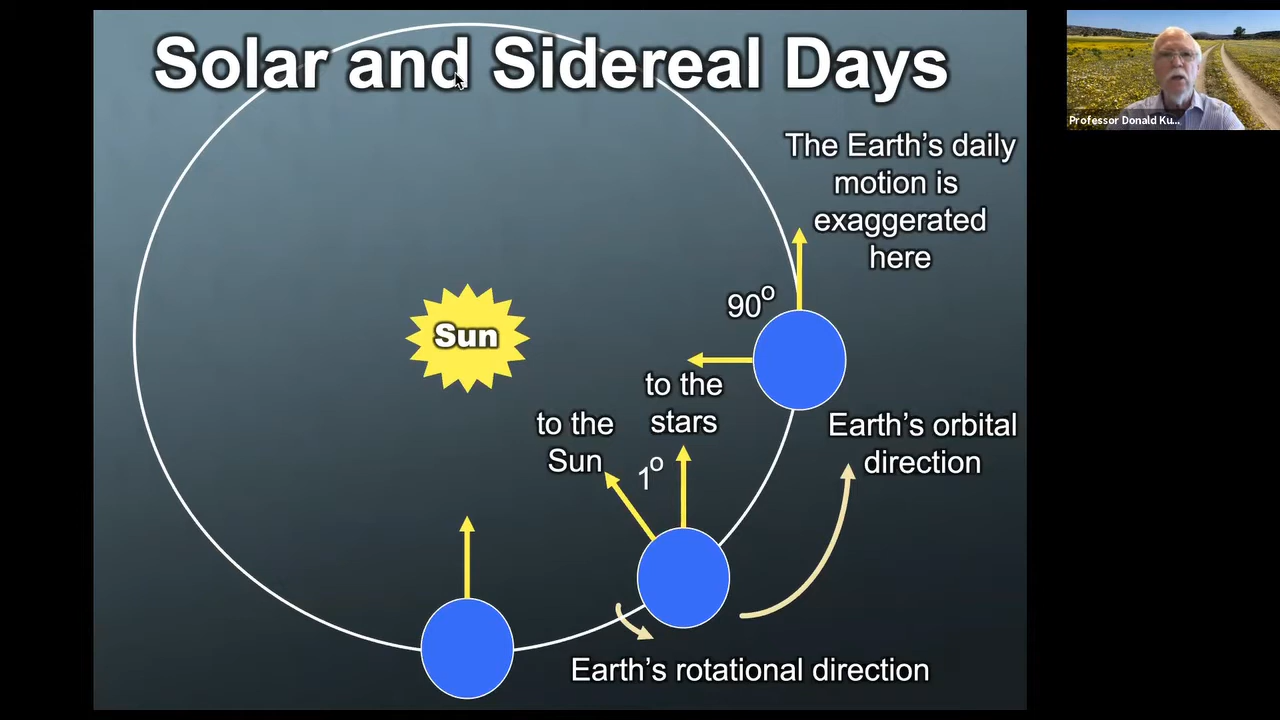 Solar and Sidereal Days
Professor Donald Ku...
The Earth's daily
motion is
exaggerated
here
90°
Sun
to the
stars
to the
Sun
1°
Earth's orbital
direction
Earth's rotational direction